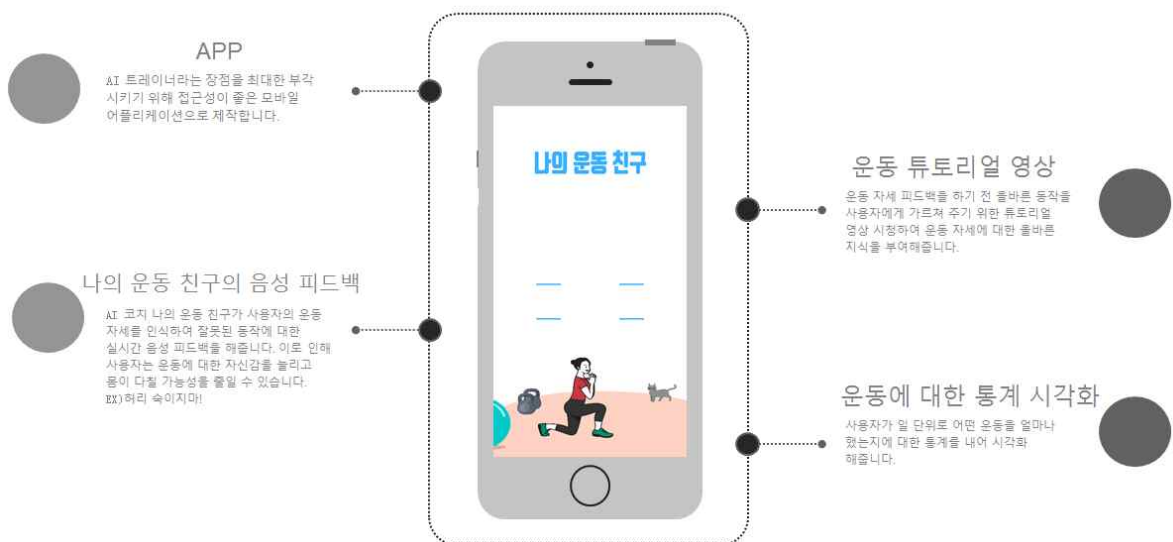 APP
AI 트레이너라는 장점을 최대한 부각
시키기 위해 접근성이 좋은 모바일
어플리케이션으로 제작합니다.
나의 운동 친구의 음성 피드백
AI 코치 나의 운동 친구가 사용자의 운동
자세를 인식하여 잘못된 동작에 대한
실시간 음성 피드백을 해줍니다. 이로 인해
사용자는 운동에 대한 자신감을 늘리고
몸이 다칠 가능성을 줄일 수 있습니다.
EX)허리 숙이지마!
나의 운동 친구
운동 튜토리얼 영상
운동 자세 피드백을 하기 전 올바른 동작을
사용자에게 가르쳐 주기 위한 튜토리얼
영상 시청하여 운동 자세에 대한 올바른
지식을 부여해줍니다.
운동에 대한 통계 시각화
사용자가 일 단위로 어떤 운동을 얼마나
했는지에 대한 통계를 내어 시각화
해줍니다.